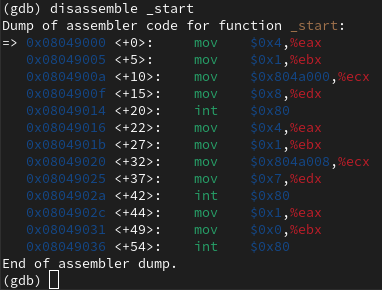 (gdb) disassemble _start
Dump of assembler code for function _start:
=> 0x08049000 <+0>:     mov    $0x4,%eax
   0x08049005 <+5>:     mov    $0x1,%ebx
   0x0804900a <+10>:    mov    $0x804a000,%ecx
   0x0804900f <+15>:    mov    $0x8,%edx
   0x08049014 <+20>:    int    $0x80
   0x08049016 <+22>:    mov    $0x4,%eax
   0x0804901b <+27>:    mov    $0x1,%ebx
   0x08049020 <+32>:    mov    $0x804a008,%ecx
   0x08049025 <+37>:    mov    $0x7,%edx
   0x0804902a <+42>:    int    $0x80
   0x0804902c <+44>:    mov    $0x1,%eax
   0x08049031 <+49>:    mov    $0x0,%ebx
   0x08049036 <+54>:    int    $0x80
End of assembler dump.
(gdb)